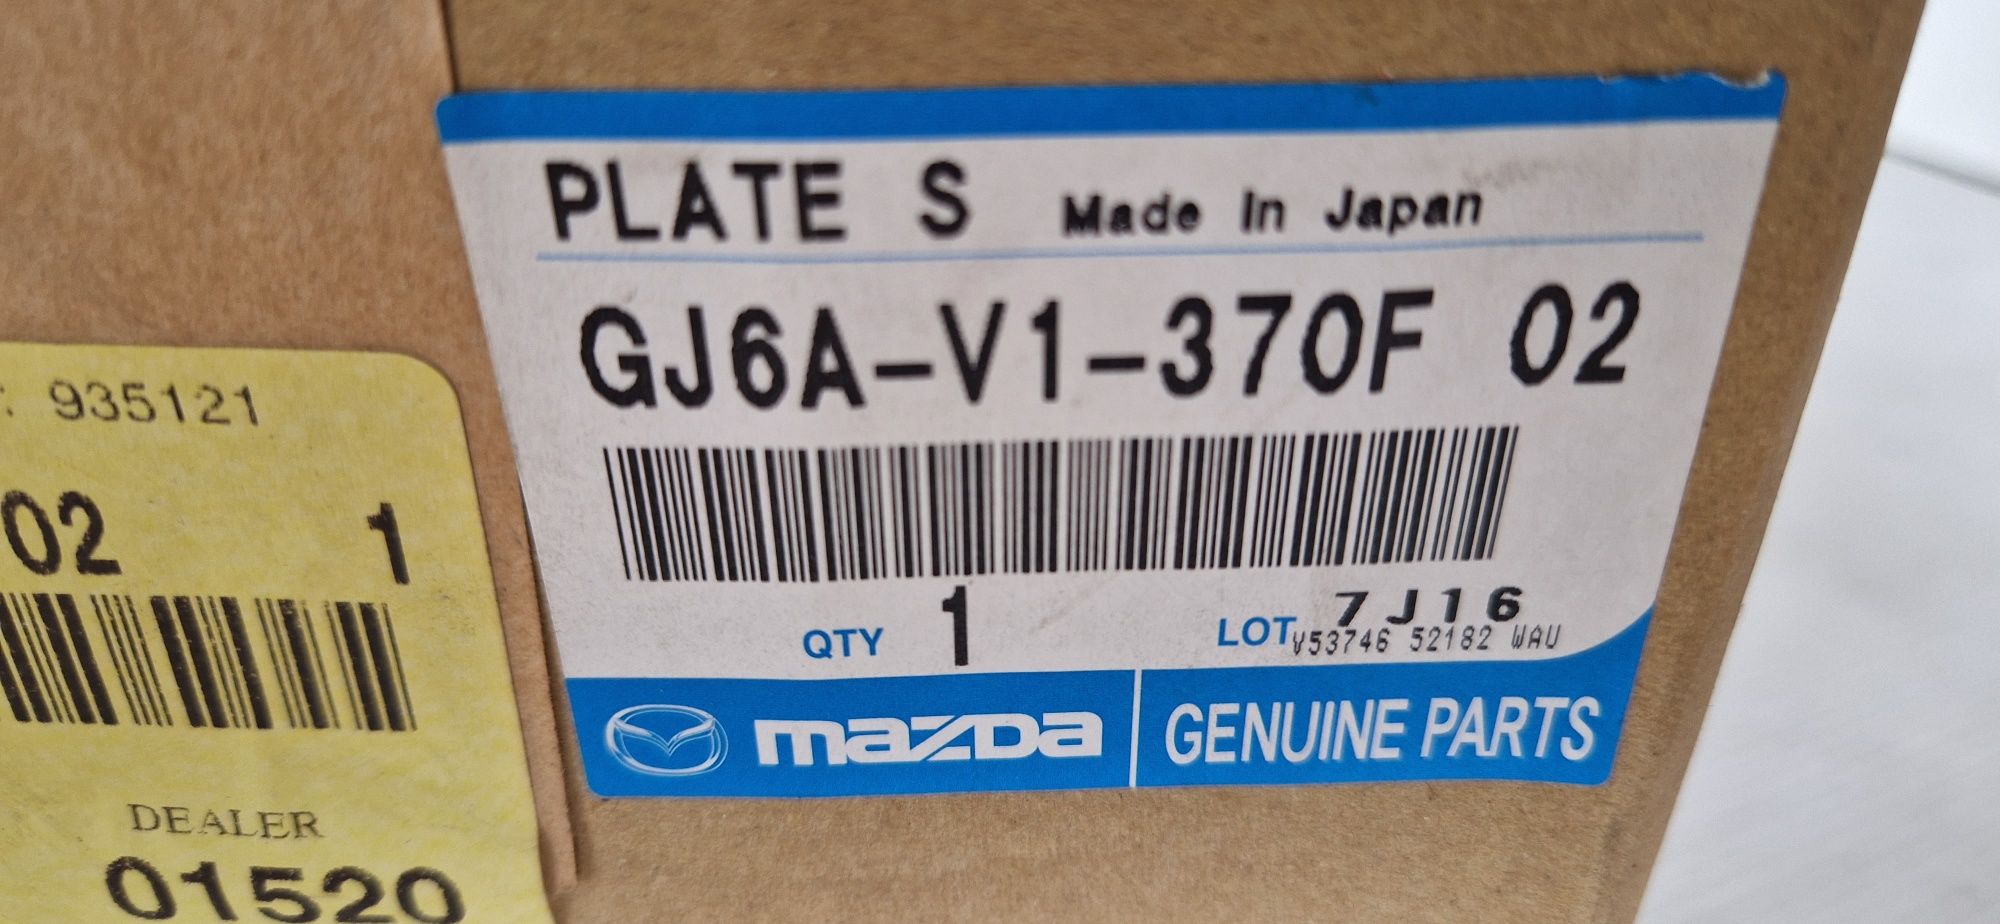 PLATE S Made In Japan
GJ6A-V1-370F 02
QTY 1 LOT 7J16
V53746 52182 WAU
mazda GENUINE PARTS
: 935121
02 1
DEALER
01520